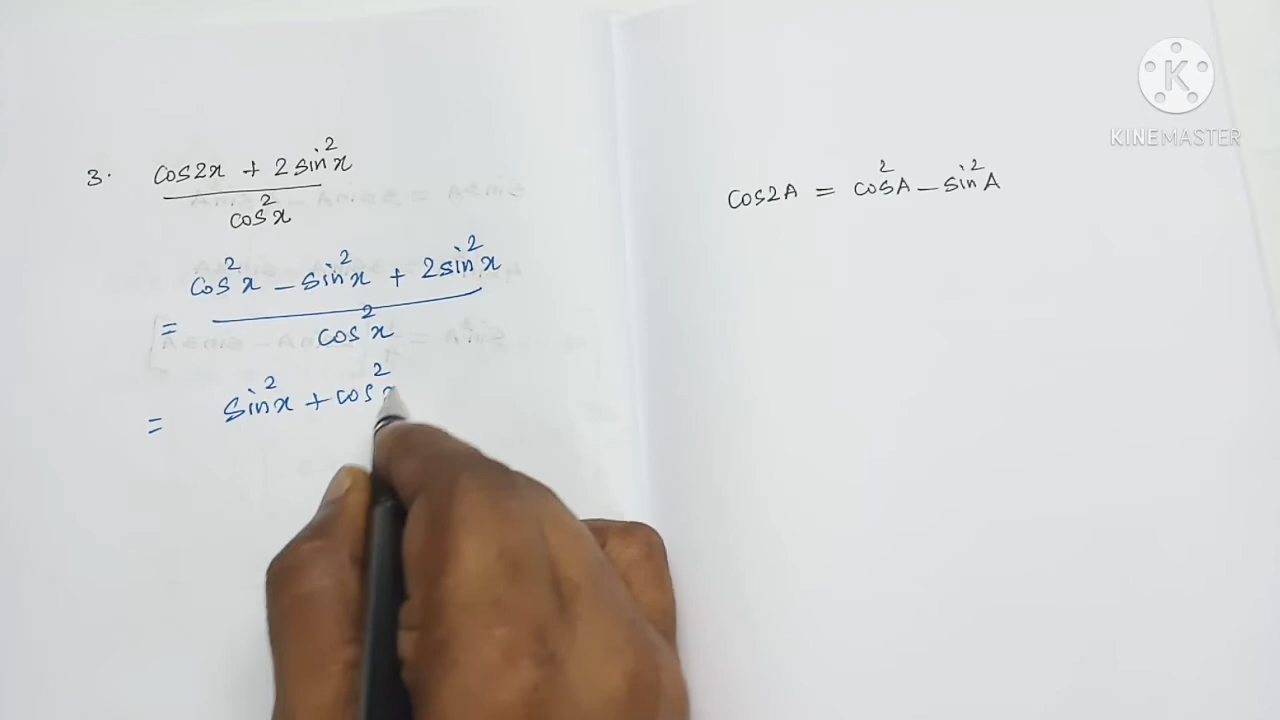 3. cos2x + 2sin²x
cos²x
= cos²x - sin²x + 2sin²x
cos²x
= sin²x + cos²
cos2A = cos²A - sin²A
KINEMASTER